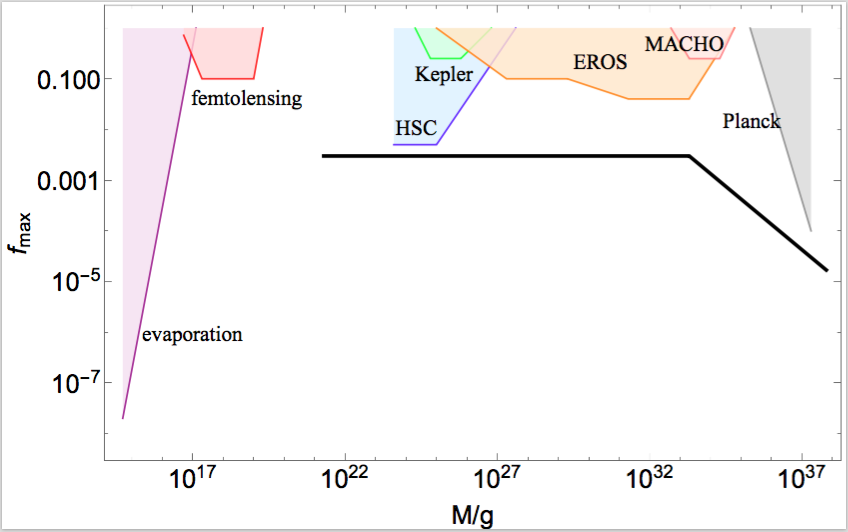 MACHO
EROS
Kepler
0.100
femtolensing
HSC
Planck
0.001
f_max
10^-5
evaporation
10^-7
10^17 10^22 10^27 10^32 10^37
M/g